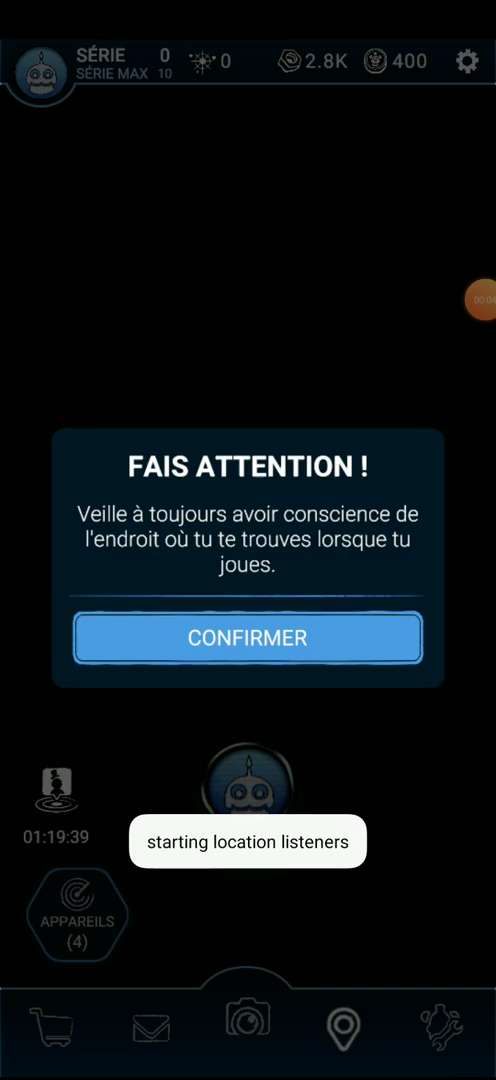 SÉRIE 0
SÉRIE MAX 10
0
2.8K
400
FAIS ATTENTION !
Veille à toujours avoir conscience de
l'endroit où tu te trouves lorsque tu
joues.
CONFIRMER
01:19:39
starting location listeners
APPAREILS
(4)